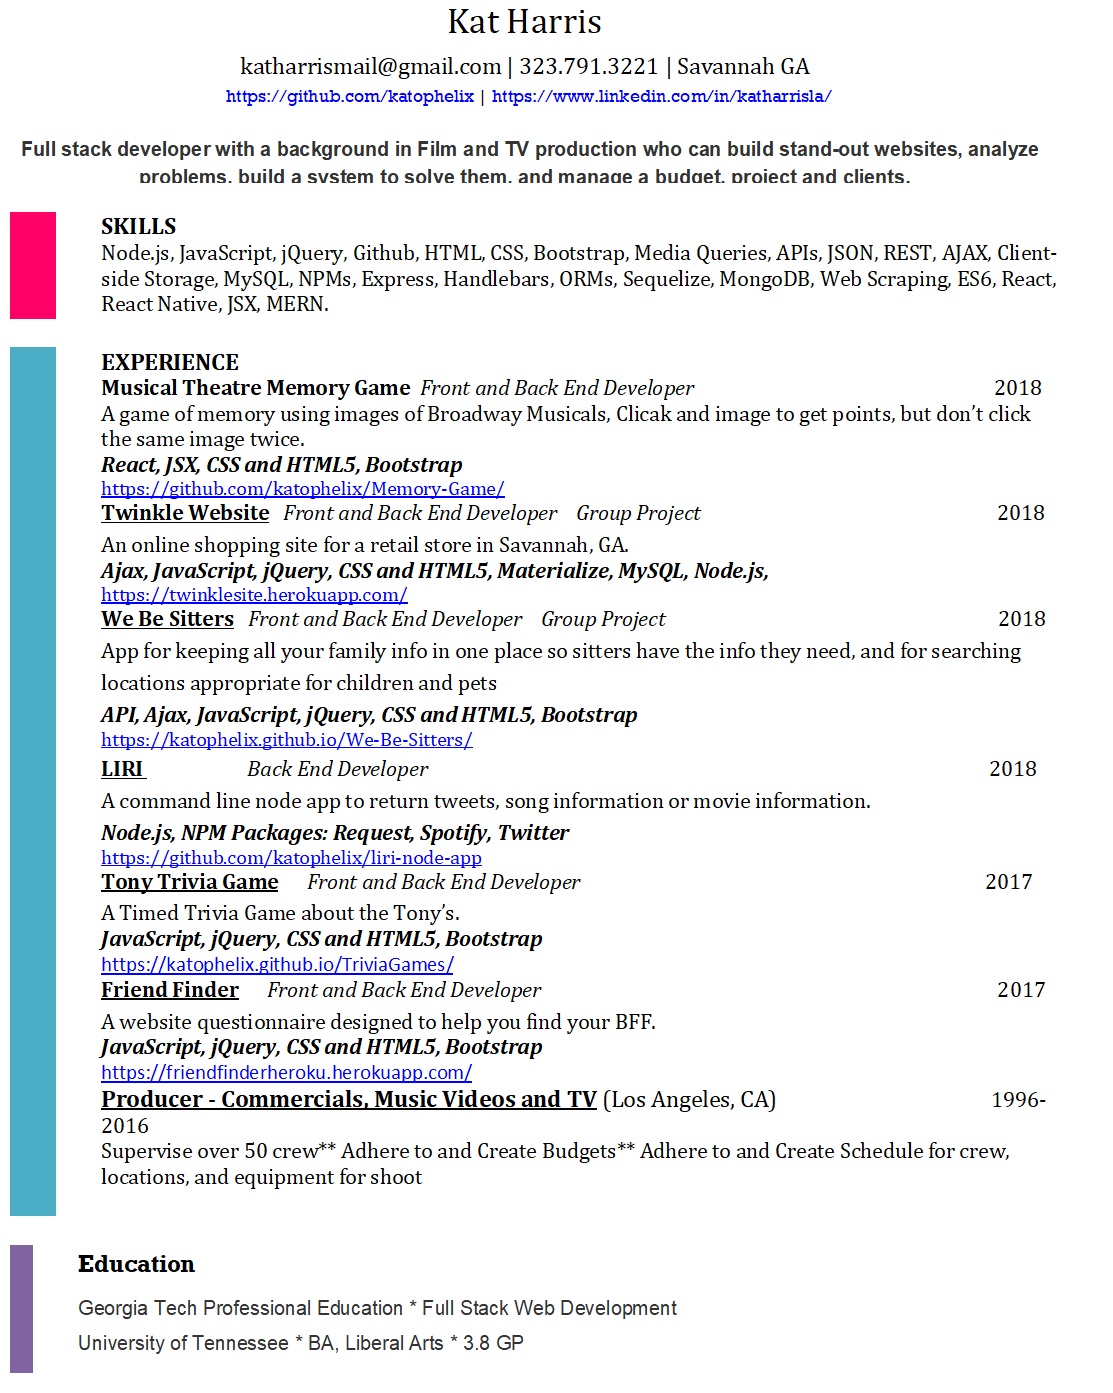 Kat Harris
katharrismail@gmail.com | 323.791.3221 | Savannah GA
https://github.com/katophelix | https://www.linkedin.com/in/katharrisla/
Full stack developer with a background in Film and TV production who can build stand-out websites, analyze
problems, build a system to solve them, and manage a budget, project and clients.
SKILLS
Node.js, JavaScript, jQuery, Github, HTML, CSS, Bootstrap, Media Queries, APIs, JSON, REST, AJAX, Client-
side Storage, MySQL, NPMs, Express, Handlebars, ORMs, Sequelize, MongoDB, Web Scraping, ES6, React,
React Native, JSX, MERN.
EXPERIENCE
Musical Theatre Memory Game Front and Back End Developer 2018
A game of memory using images of Broadway Musicals, Clicak and image to get points, but don’t click
the same image twice.
React, JSX, CSS and HTML5, Bootstrap
https://github.com/katophelix/Memory-Game/
Twinkle Website Front and Back End Developer Group Project 2018
An online shopping site for a retail store in Savannah, GA.
Ajax, JavaScript, jQuery, CSS and HTML5, Materialize, MySQL, Node.js,
https://twinklesite.herokuapp.com/
We Be Sitters Front and Back End Developer Group Project 2018
App for keeping all your family info in one place so sitters have the info they need, and for searching
locations appropriate for children and pets
API, Ajax, JavaScript, jQuery, CSS and HTML5, Bootstrap
https://katophelix.github.io/We-Be-Sitters/
LIRI Back End Developer 2018
A command line node app to return tweets, song information or movie information.
Node.js, NPM Packages: Request, Spotify, Twitter
https://github.com/katophelix/liri-node-app
Tony Trivia Game Front and Back End Developer 2017
A Timed Trivia Game about the Tony’s.
JavaScript, jQuery, CSS and HTML5, Bootstrap
https://katophelix.github.io/TriviaGames/
Friend Finder Front and Back End Developer 2017
A website questionnaire designed to help you find your BFF.
JavaScript, jQuery, CSS and HTML5, Bootstrap
https://friendfinderheroku.herokuapp.com/
Producer - Commercials, Music Videos and TV (Los Angeles, CA) 1996-
2016
Supervise over 50 crew** Adhere to and Create Budgets** Adhere to and Create Schedule for crew,
locations, and equipment for shoot
Education
Georgia Tech Professional Education * Full Stack Web Development
University of Tennessee * BA, Liberal Arts * 3.8 GP